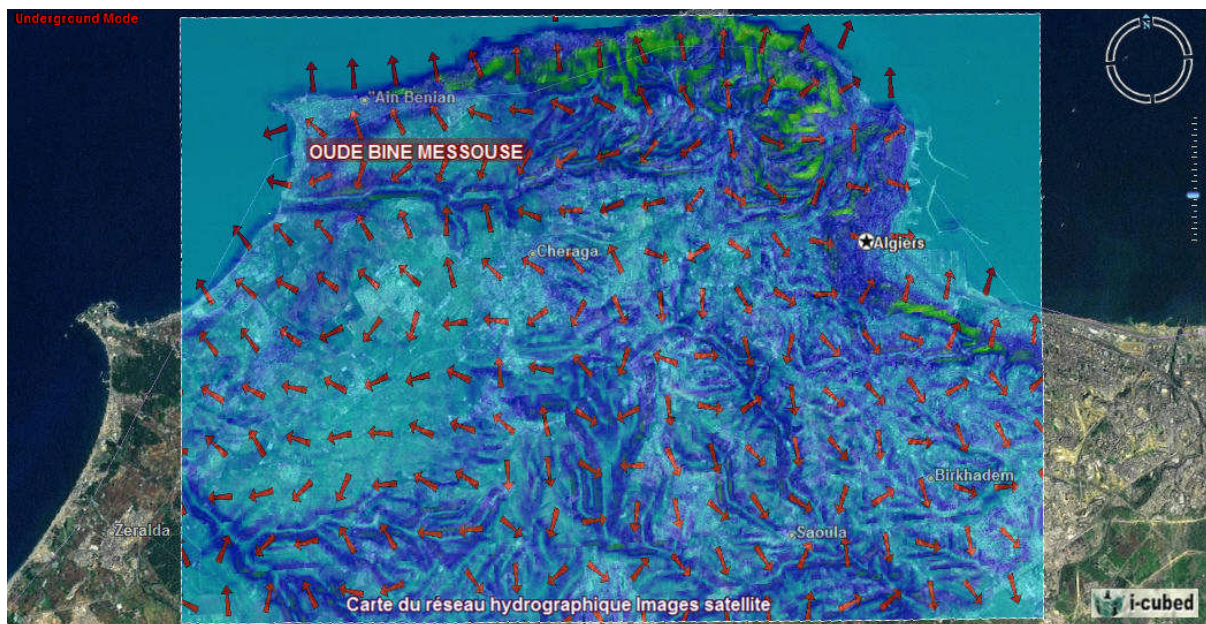 Underground Mode
N
"Ain Benian
OUDE BINE MESSOUSE
Algiers
Cheraga
Birkhadem
Zeralda
Saoula
Carte du réseau hydrographique Images satellite
i-cubed